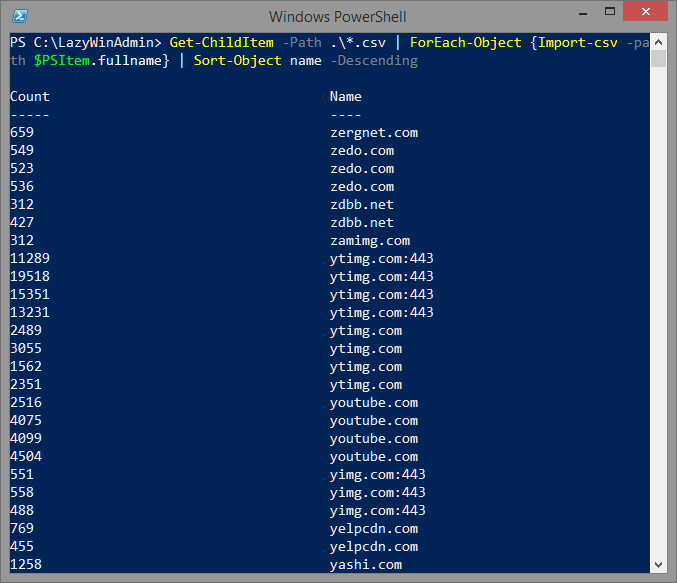 Windows PowerShell
PS C:\LazyWinAdmin> Get-ChildItem -Path .\*.csv | ForEach-Object {Import-csv -pa
th $PSItem.fullname} | Sort-Object name -Descending
Count Name
----- ----
659 zergnet.com
549 zedo.com
523 zedo.com
536 zedo.com
312 zdbb.net
427 zdbb.net
312 zamimg.com
11289 ytimg.com:443
19518 ytimg.com:443
15351 ytimg.com:443
13231 ytimg.com:443
2489 ytimg.com
3055 ytimg.com
1562 ytimg.com
2351 ytimg.com
2516 youtube.com
4075 youtube.com
4099 youtube.com
4504 youtube.com
551 yimg.com:443
558 yimg.com:443
488 yimg.com:443
769 yelpcdn.com
455 yelpcdn.com
1258 yashi.com